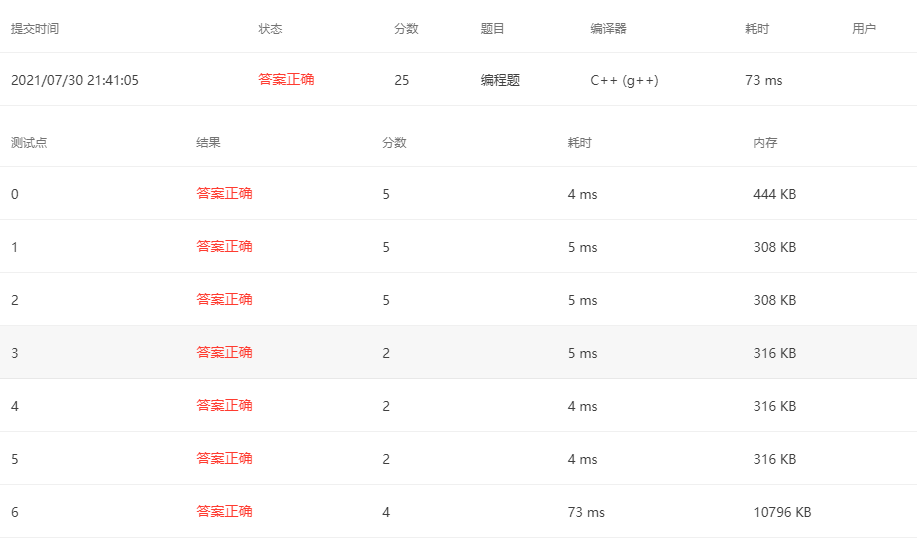 提交时间 状态 分数 题目 编译器 耗时 用户
2021/07/30 21:41:05 答案正确 25 编程题 C++ (g++) 73 ms
测试点 结果 分数 耗时 内存
0 答案正确 5 4 ms 444 KB
1 答案正确 5 5 ms 308 KB
2 答案正确 5 5 ms 308 KB
3 答案正确 2 5 ms 316 KB
4 答案正确 2 4 ms 316 KB
5 答案正确 2 4 ms 316 KB
6 答案正确 4 73 ms 10796 KB